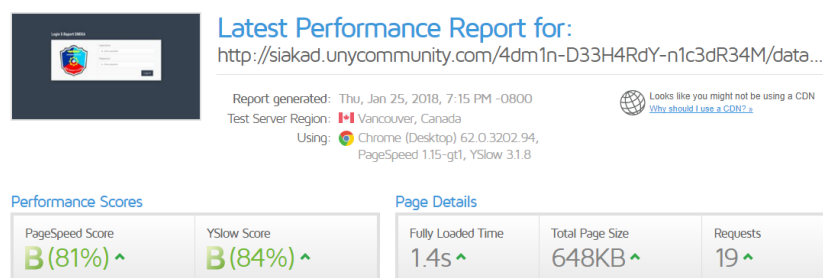 Latest Performance Report for:
http://siakad.unycommunity.com/4dm1n-D33H4RdY-n1c3dR34M/data...
Report generated: Thu, Jan 25, 2018, 7:15 PM -0800
Test Server Region: Vancouver, Canada
Using: Chrome (Desktop) 62.0.3202.94,
PageSpeed 1.15-gt1, YSlow 3.1.8
Looks like you might not be using a CDN
Why should I use a CDN? »
Performance Scores
PageSpeed Score
B (81%)
YSlow Score
B (84%)
Page Details
Fully Loaded Time
1.4s
Total Page Size
648KB
Requests
19